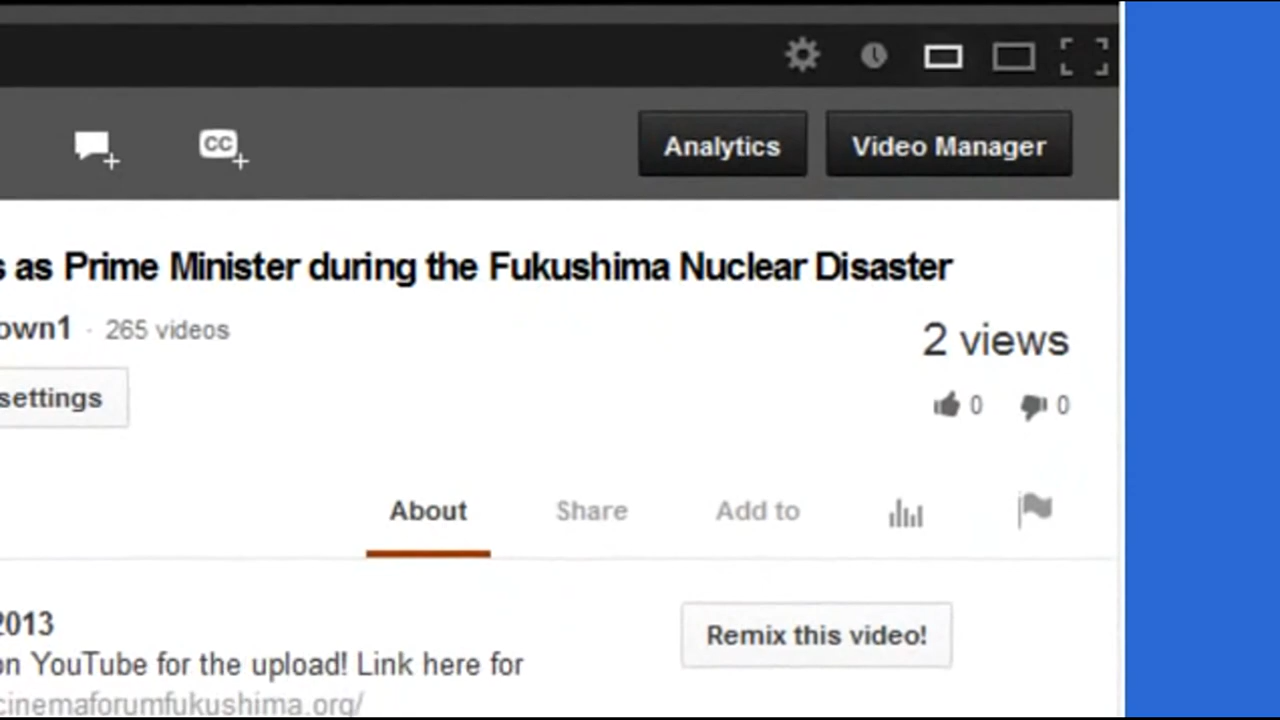 CC
Analytics
Video Manager
s as Prime Minister during the Fukushima Nuclear Disaster
own1 · 265 videos
2 views
settings
0 0
About Share Add to
2013
Remix this video!
on YouTube for the upload! Link here for
cinemaforumfukushima.org/